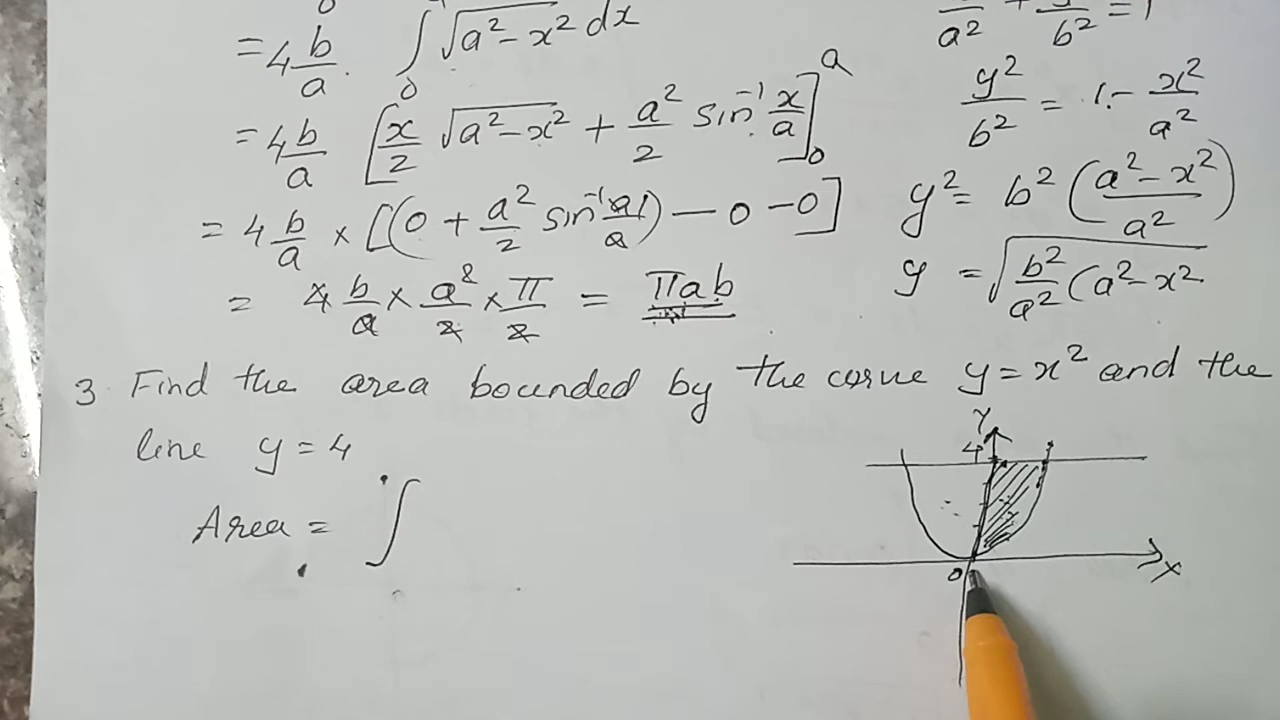 = 4 b/a ∫₀ √(a²−x²) dx
= 4 b/a [x/2 √(a²−x²) + a²/2 sin⁻¹ x/a]₀ᵃ
= 4 b/a × [(0 + a²/2 sin⁻¹ a/a) − 0 − 0]
= 4 b/a × a²/2 × π/2 = πab
a² + b² = 1
y²/b² = 1 − x²/a²
y² = b² (a²−x²/a²)
y = √(b²/a² (a²−x²
3 Find the area bounded by the corve y = x² and the
line y = 4
Area = ∫
Y
4
0
X